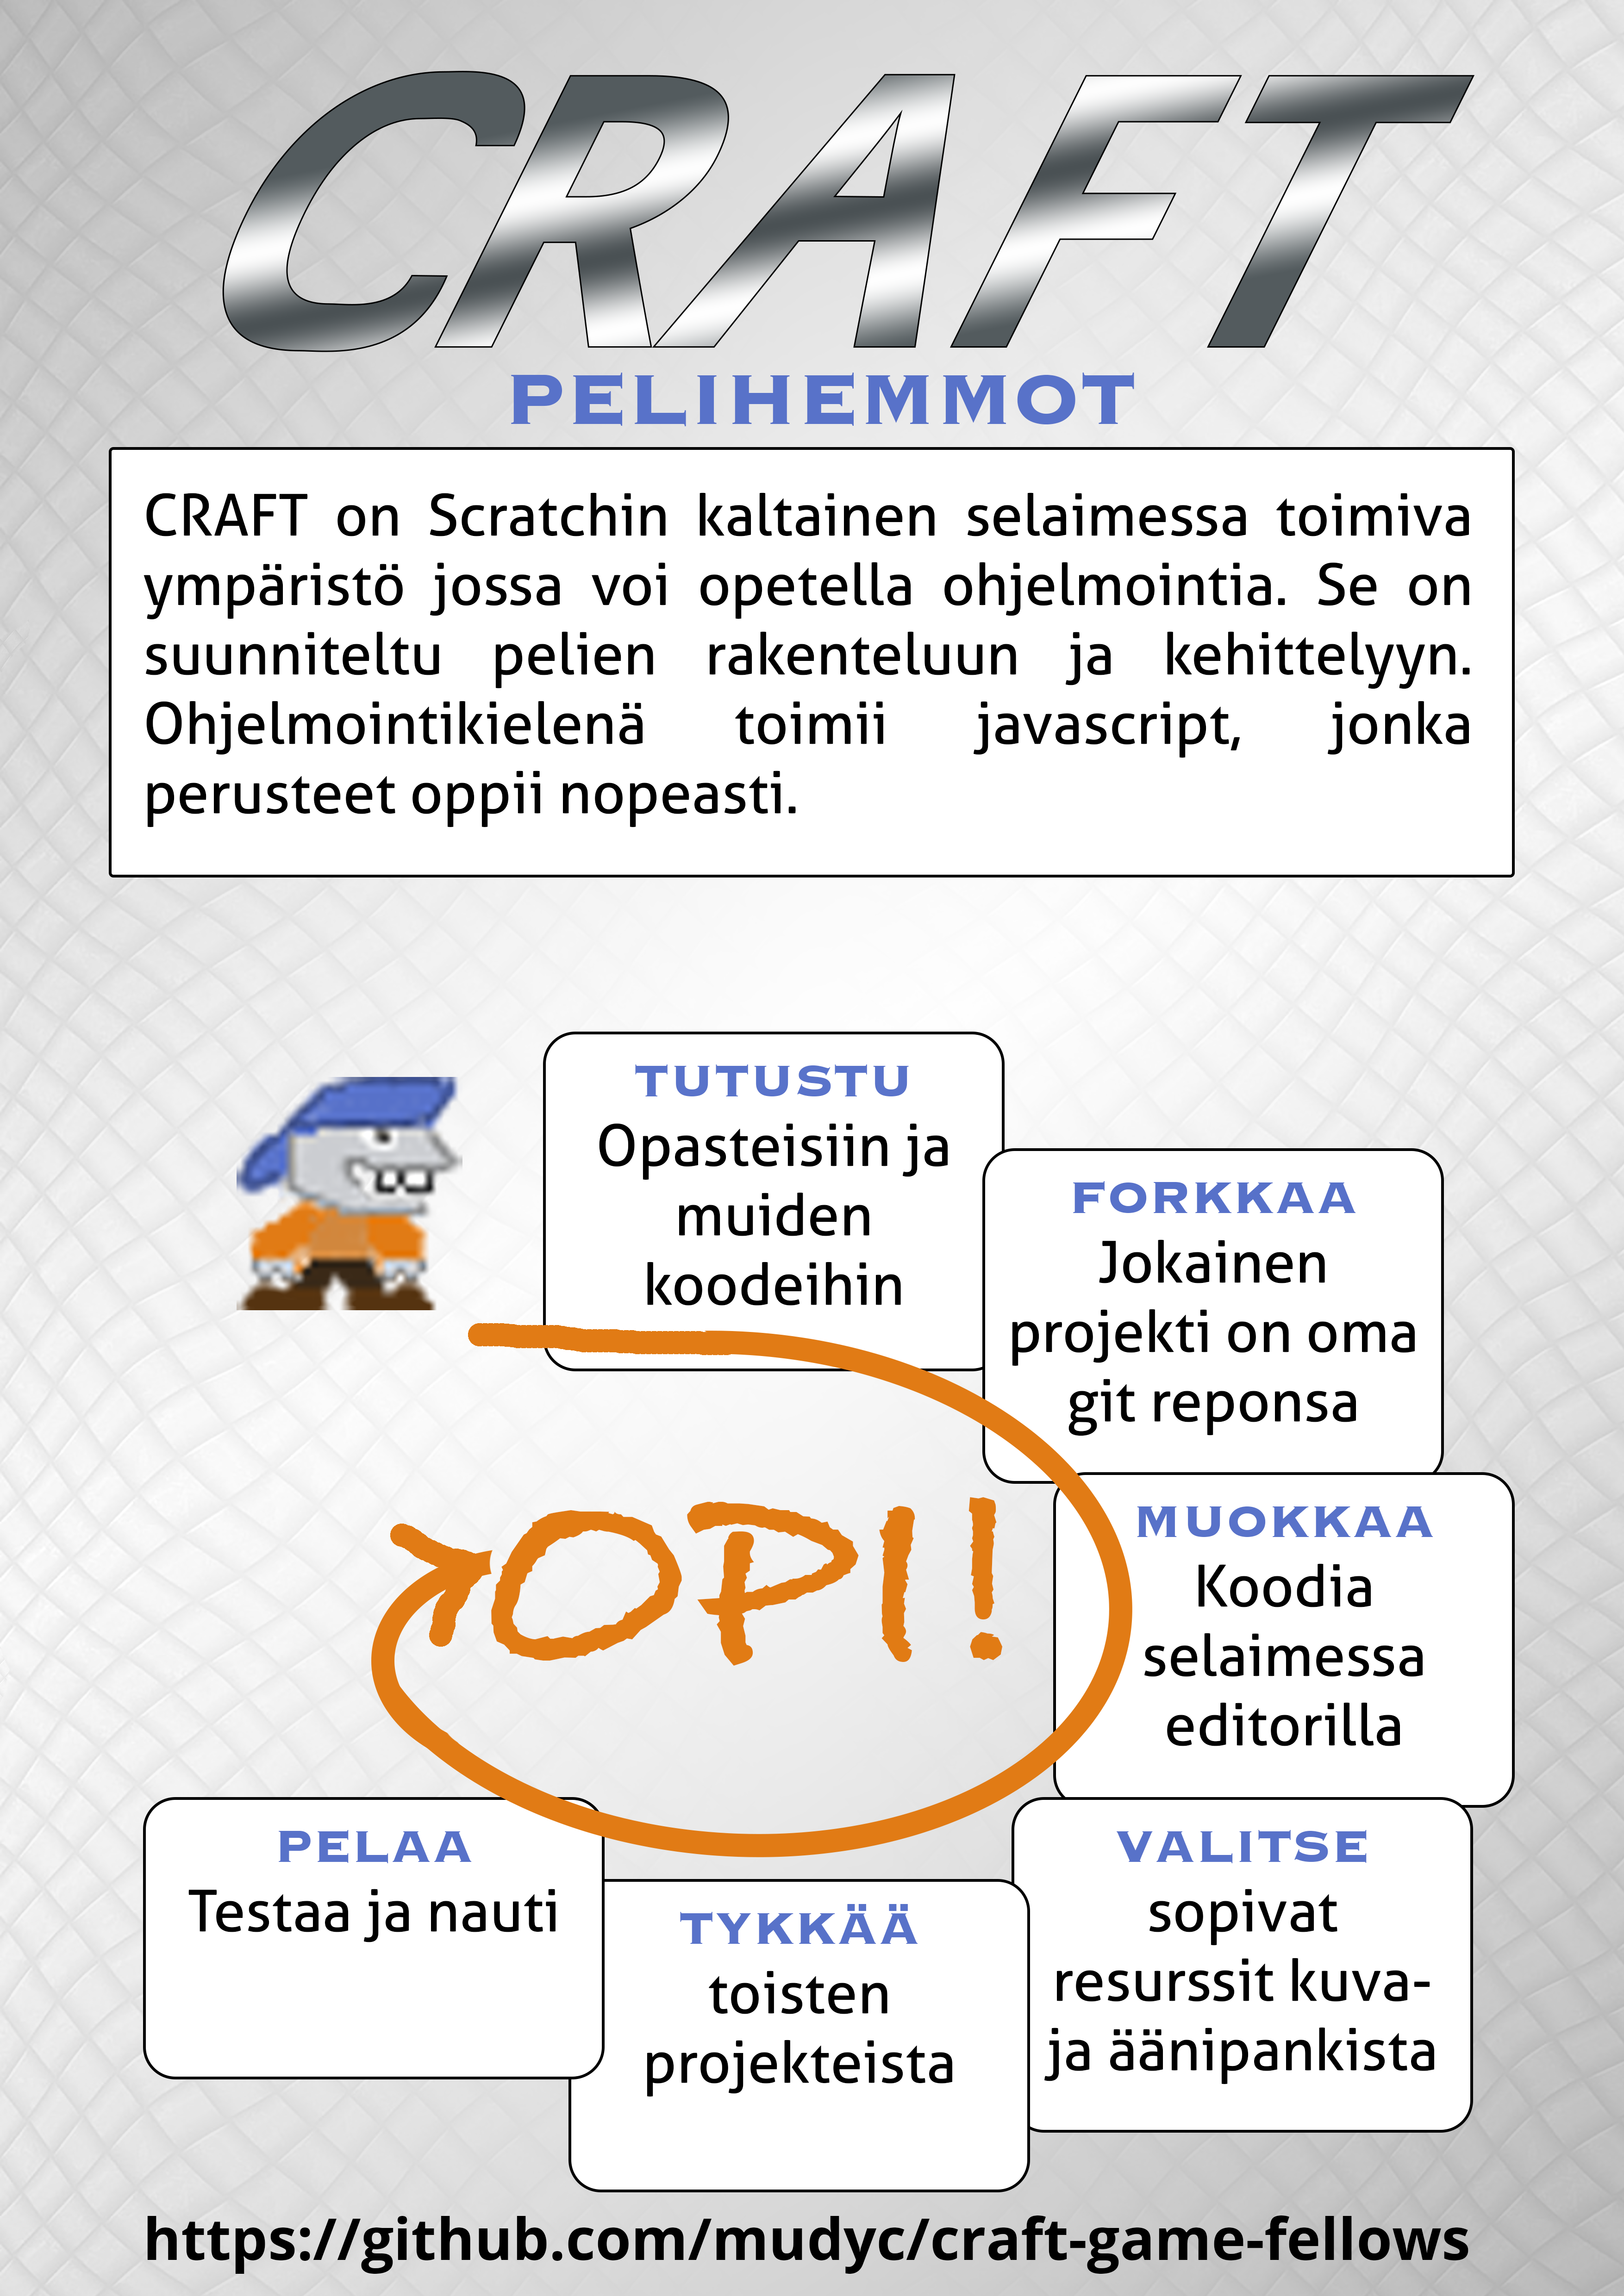 CRAFT
PELIHEMMOT
CRAFT on Scratchin kaltainen selaimessa toimiva
ympäristö jossa voi opetella ohjelmointia. Se on
suunniteltu pelien rakenteluun ja kehittelyyn.
Ohjelmointikielenä toimii javascript, jonka
perusteet oppii nopeasti.
TUTUSTU
Opasteisiin ja
muiden
koodeihin
FORKKAA
Jokainen
projekti on oma
git reponsa
MUOKKAA
Koodia
selaimessa
editorilla
VALITSE
sopivat
resurssit kuva-
ja äänipankista
TYKKÄÄ
toisten
projekteista
PELAA
Testaa ja nauti
OPI!
https://github.com/mudyc/craft-game-fellows